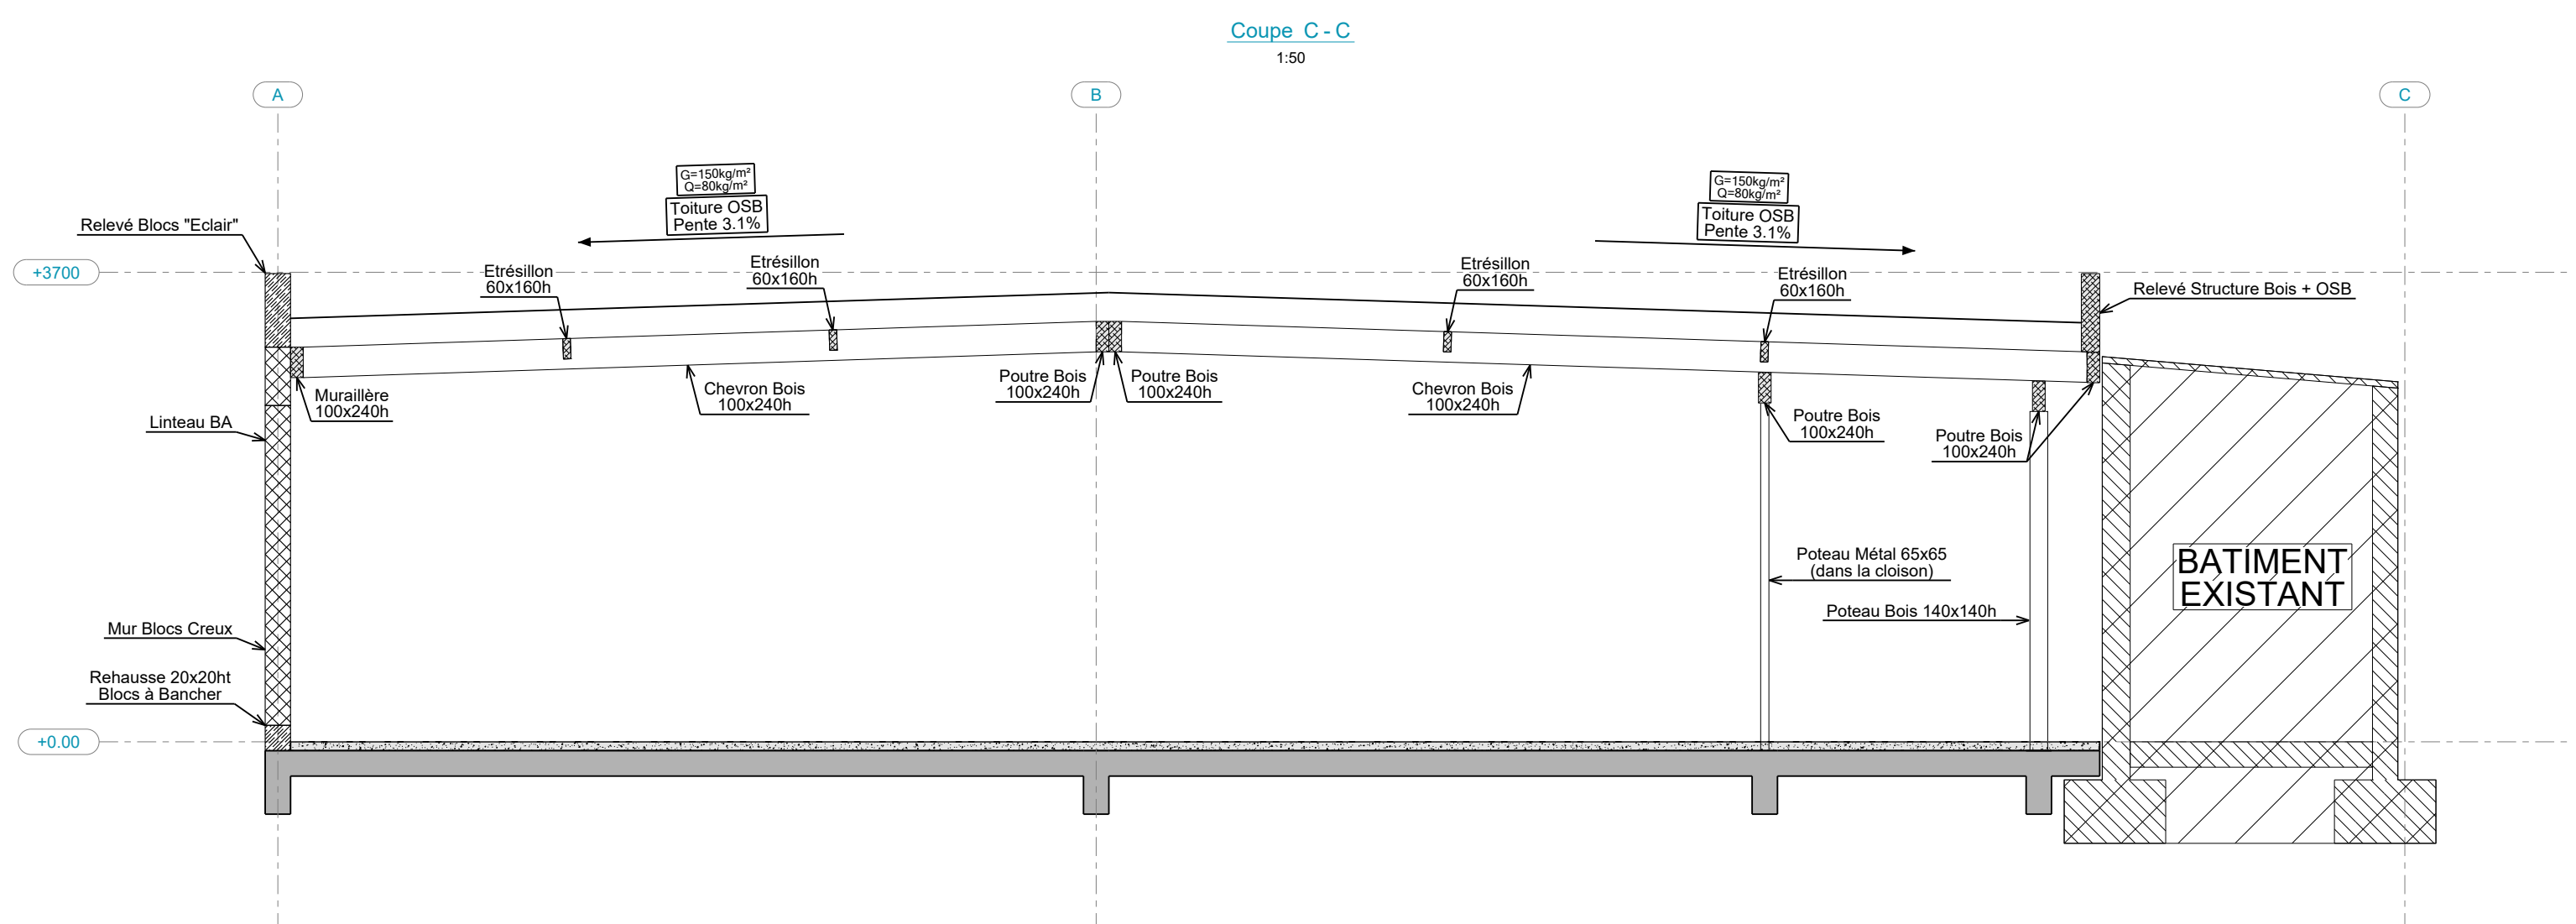 Coupe C - C
1:50
A
B
C
G=150kg/m²
Q=80kg/m²
Toiture OSB
Pente 3.1%
G=150kg/m²
Q=80kg/m²
Toiture OSB
Pente 3.1%
Relevé Blocs "Eclair"
+3700
Etrésillon
60x160h
Etrésillon
60x160h
Etrésillon
60x160h
Etrésillon
60x160h
Relevé Structure Bois + OSB
Muraillère
100x240h
Chevron Bois
100x240h
Poutre Bois
100x240h
Poutre Bois
100x240h
Chevron Bois
100x240h
Poutre Bois
100x240h
Poutre Bois
100x240h
Linteau BA
Poteau Métal 65x65
(dans la cloison)
BATIMENT
EXISTANT
Poteau Bois 140x140h
Mur Blocs Creux
Rehausse 20x20ht
Blocs à Bancher
+0.00